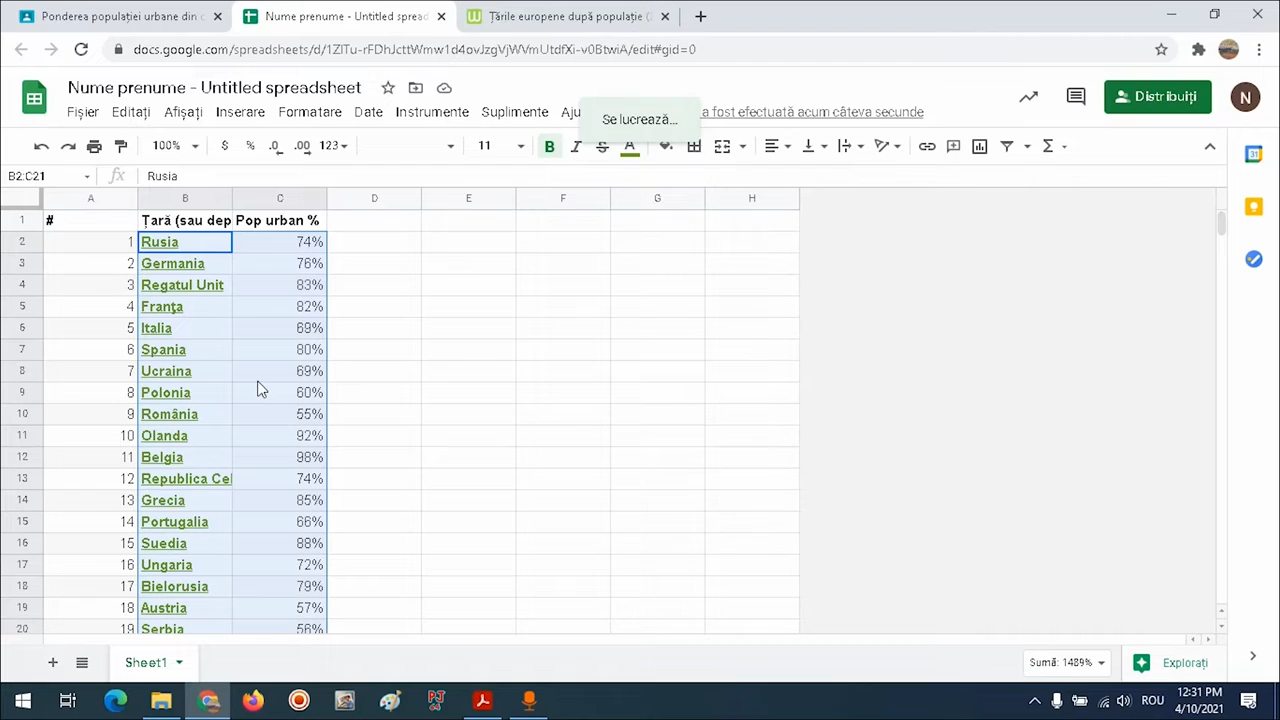 Ponderea populației urbane din c
Nume prenume - Untitled spread
Țările europene după populație (
docs.google.com/spreadsheets/d/1ZITu-rFDhJcttWmw1d4ovJzgVjWVmUtdfXi-v0BtwiA/edit#gid=0
Nume prenume - Untitled spreadsheet
Fișier Editați Afișați Inserare Formatare Date Instrumente Suplimente Aju
Se lucrează...
a fost efectuată acum câteva secunde
Distribuiți
N
100% $ % .0 .00 123 11 B I S A Σ
B2:C21 fx Rusia
A B C D E F G H
1 # Țară (sau dep Pop urban %
2 1 Rusia 74%
3 2 Germania 76%
4 3 Regatul Unit 83%
5 4 Franţa 82%
6 5 Italia 69%
7 6 Spania 80%
8 7 Ucraina 69%
9 8 Polonia 60%
10 9 România 55%
11 10 Olanda 92%
12 11 Belgia 98%
13 12 Republica Ce 74%
14 13 Grecia 85%
15 14 Portugalia 66%
16 15 Suedia 88%
17 16 Ungaria 72%
18 17 Bielorusia 79%
19 18 Austria 57%
20 19 Serbia 56%
Sheet1
Sumă: 1489%
Explorați
ROU
12:31 PM
4/10/2021